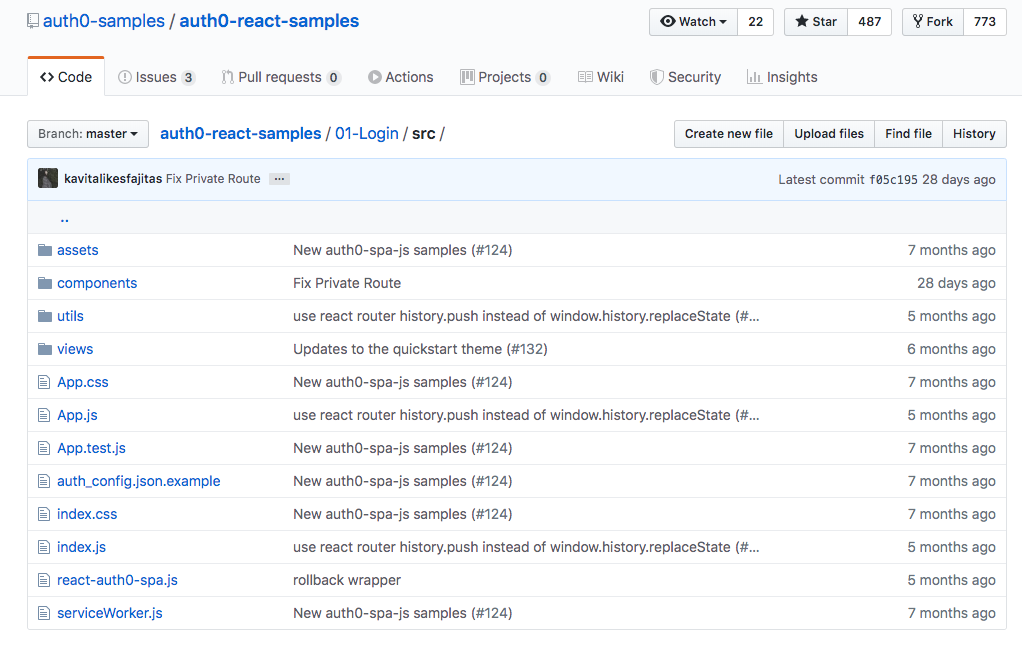 auth0-samples / auth0-react-samples Watch 22 Star 487 Fork 773
Code Issues 3 Pull requests 0 Actions Projects 0 Wiki Security Insights
Branch: master auth0-react-samples / 01-Login / src / Create new file Upload files Find file History
kavitalikesfajitas Fix Private Route ... Latest commit f05c195 28 days ago
..
assets New auth0-spa-js samples (#124) 7 months ago
components Fix Private Route 28 days ago
utils use react router history.push instead of window.history.replaceState (#... 5 months ago
views Updates to the quickstart theme (#132) 6 months ago
App.css New auth0-spa-js samples (#124) 7 months ago
App.js use react router history.push instead of window.history.replaceState (#... 5 months ago
App.test.js New auth0-spa-js samples (#124) 7 months ago
auth_config.json.example New auth0-spa-js samples (#124) 7 months ago
index.css New auth0-spa-js samples (#124) 7 months ago
index.js use react router history.push instead of window.history.replaceState (#... 5 months ago
react-auth0-spa.js rollback wrapper 5 months ago
serviceWorker.js New auth0-spa-js samples (#124) 7 months ago